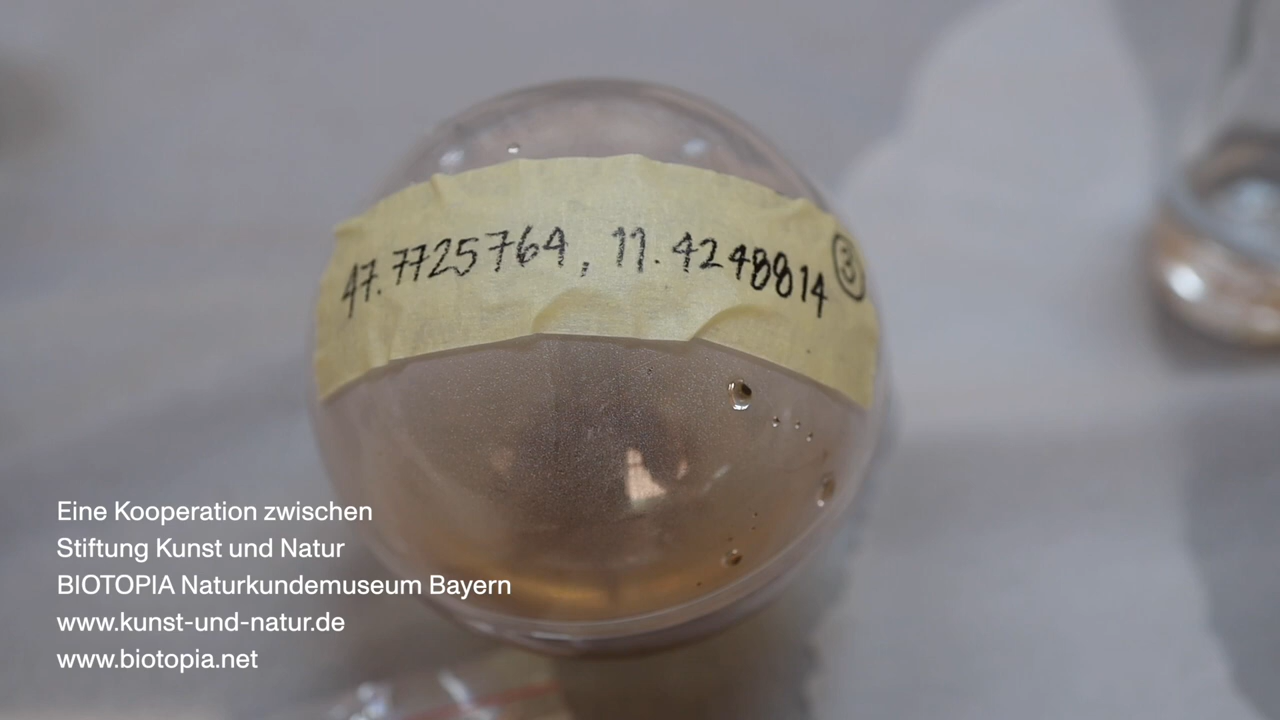 47.7725764, 11.4248814 ③
Eine Kooperation zwischen
Stiftung Kunst und Natur
BIOTOPIA Naturkundemuseum Bayern
www.kunst-und-natur.de
www.biotopia.net